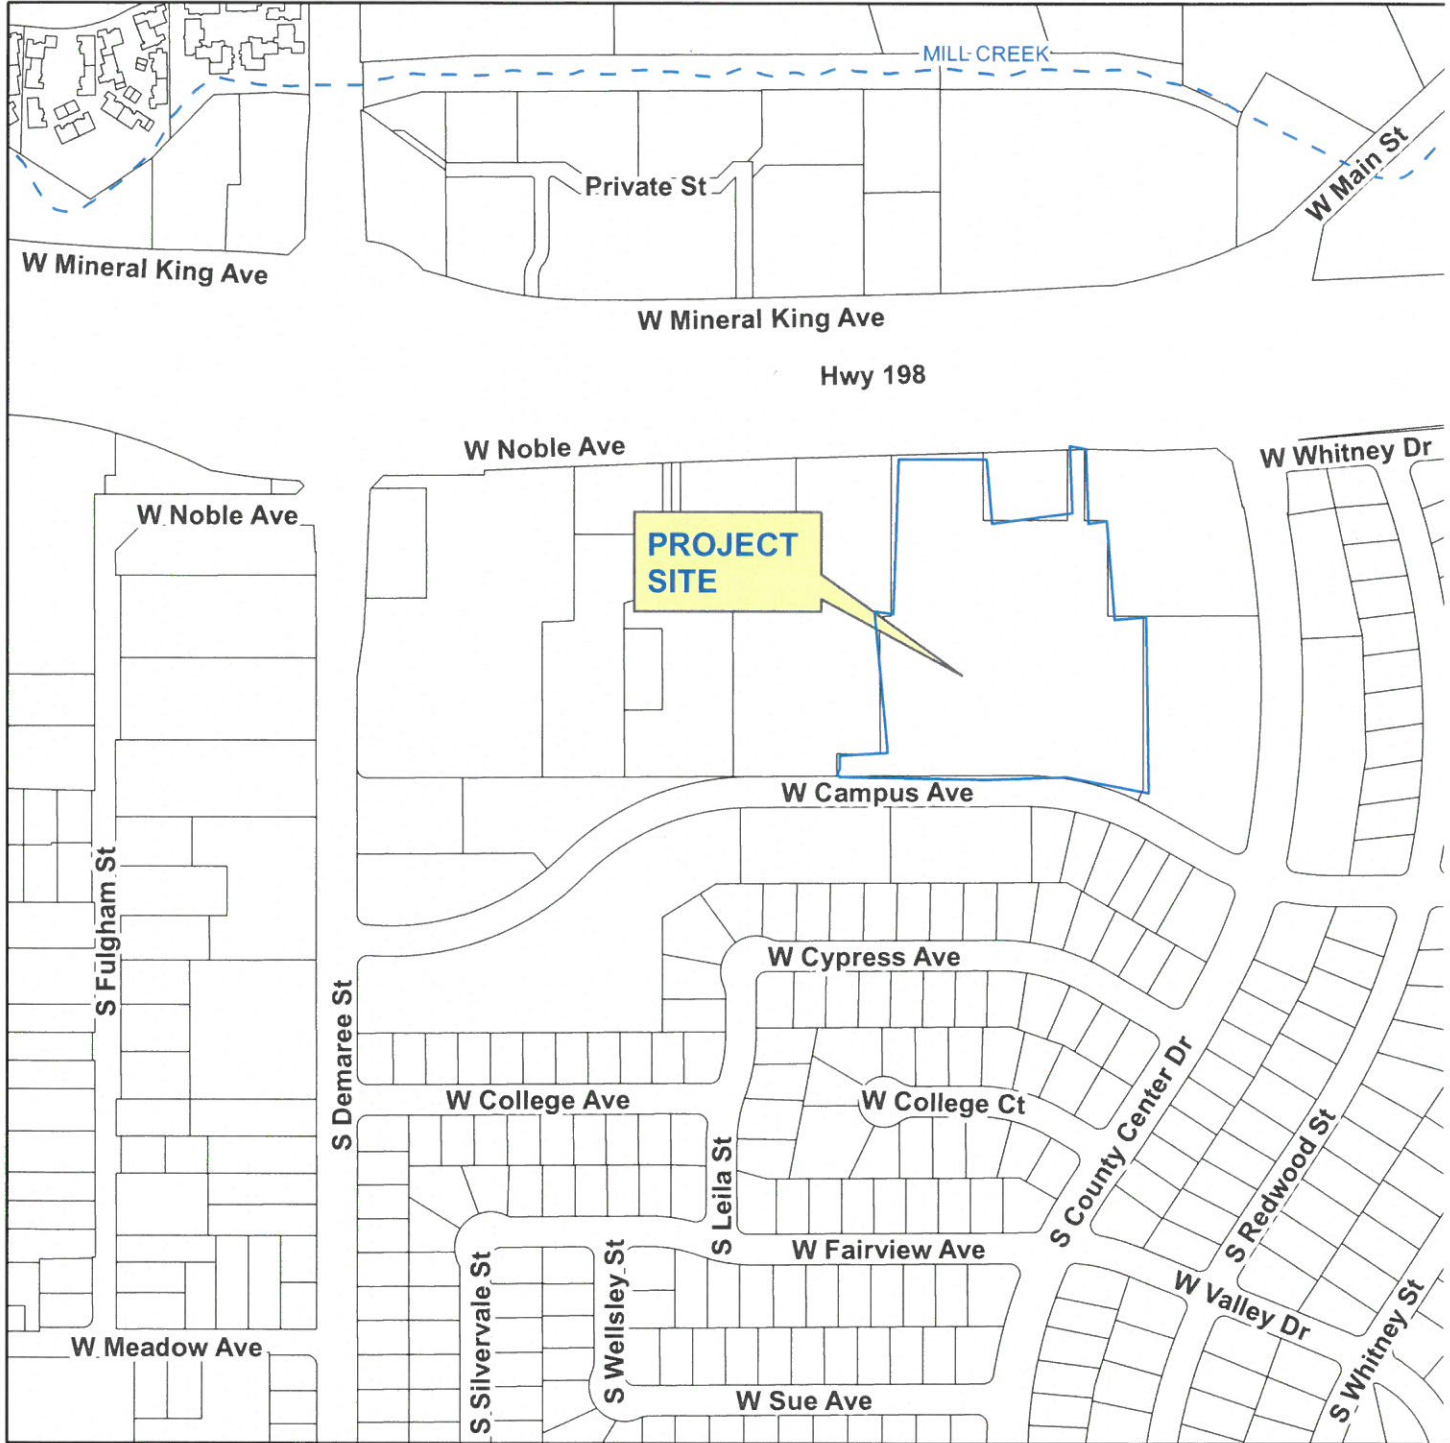 MILL CREEK
W Main St
Private St
W Mineral King Ave
W Mineral King Ave
Hwy 198
W Noble Ave
W Whitney Dr
W Noble Ave
PROJECT
SITE
W Campus Ave
S Fulgham St
W Cypress Ave
S Demaree St
W College Ave
W College Ct
S County Center Dr
S Redwood St
S Leila St
W Fairview Ave
S Silvervale St
S Wellsley St
W Valley Dr
S Whitney St
W Meadow Ave
W Sue Ave